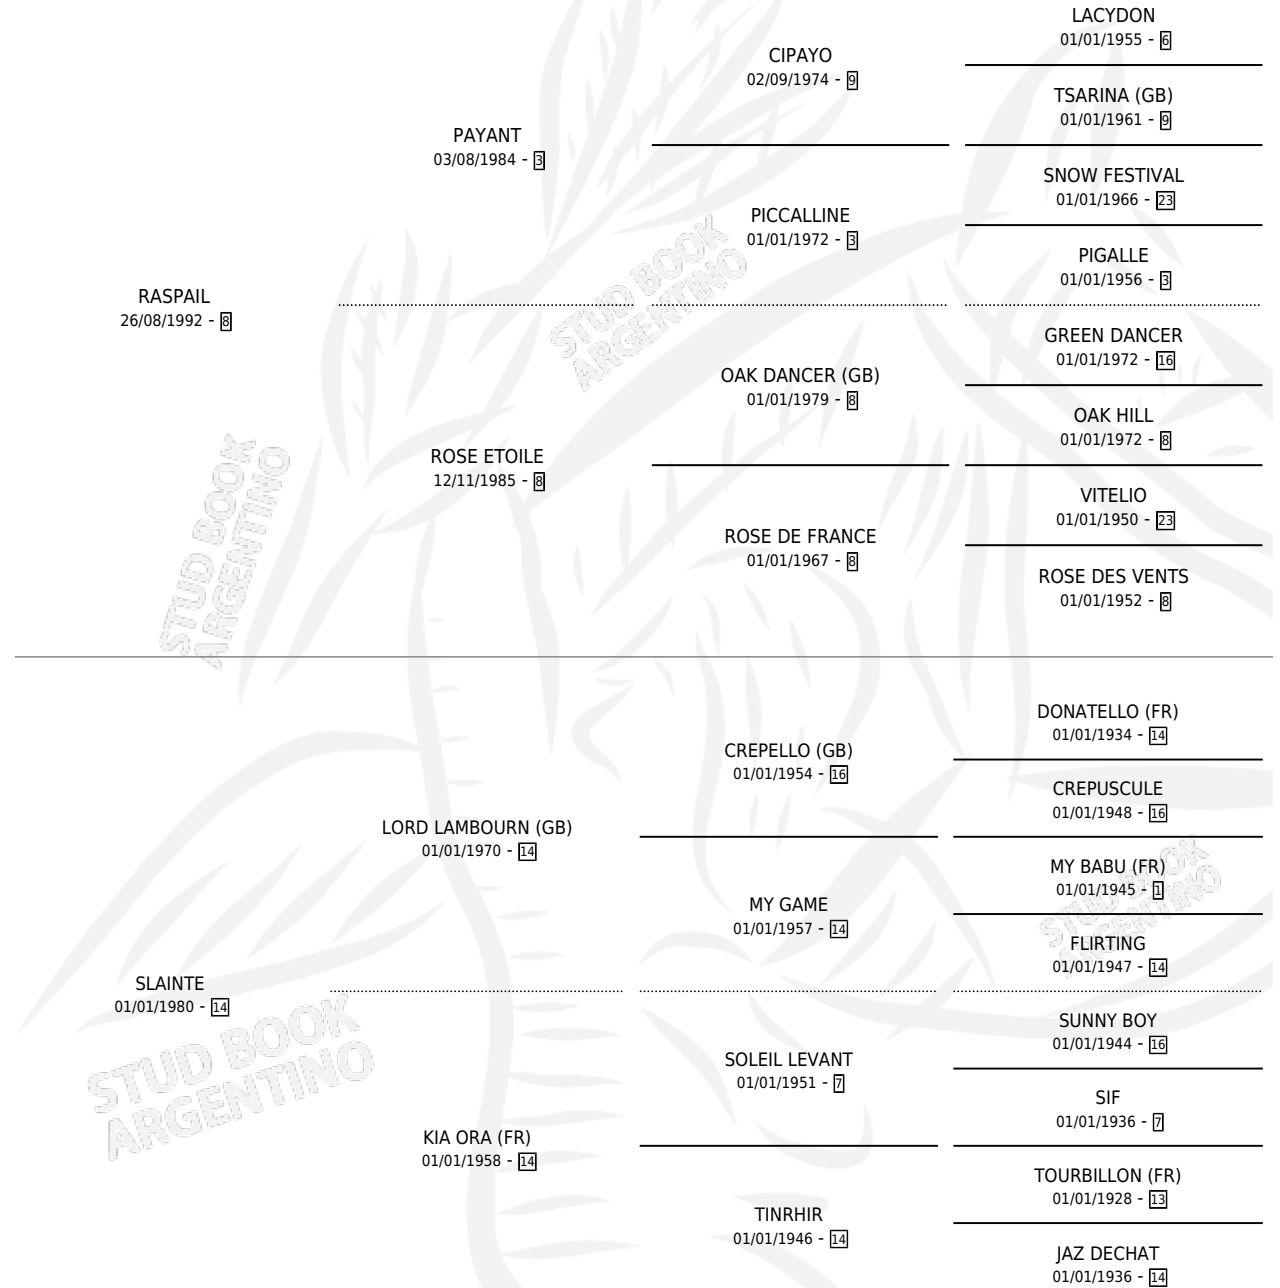 LACYDON
01/01/1955 - 6
CIPAYO
02/09/1974 - 9
TSARINA (GB)
01/01/1961 - 9
PAYANT
03/08/1984 - 3
SNOW FESTIVAL
01/01/1966 - 23
PICCALLINE
01/01/1972 - 3
PIGALLE
01/01/1956 - 3
RASPAIL
26/08/1992 - 8
STUD BOOK
ARGENTINO
GREEN DANCER
01/01/1972 - 16
OAK DANCER (GB)
01/01/1979 - 8
OAK HILL
01/01/1972 - 8
ROSE ETOILE
12/11/1985 - 8
VITELIO
01/01/1950 - 23
ROSE DE FRANCE
01/01/1967 - 8
ROSE DES VENTS
01/01/1952 - 8
STUD BOOK
ARGENTINO
DONATELLO (FR)
01/01/1934 - 14
CREPELLO (GB)
01/01/1954 - 16
CREPUSCULE
01/01/1948 - 16
LORD LAMBOURN (GB)
01/01/1970 - 14
MY BABU (FR)
01/01/1945 - 1
MY GAME
01/01/1957 - 14
FLIRTING
01/01/1947 - 14
STUD BOOK
ARGENTINO
SLAINTE
01/01/1980 - 14
SUNNY BOY
01/01/1944 - 16
SOLEIL LEVANT
01/01/1951 - 7
SIF
01/01/1936 - 7
STUD BOOK
ARGENTINO
KIA ORA (FR)
01/01/1958 - 14
TOURBILLON (FR)
01/01/1928 - 13
TINRHIR
01/01/1946 - 14
JAZ DECHAT
01/01/1936 - 14